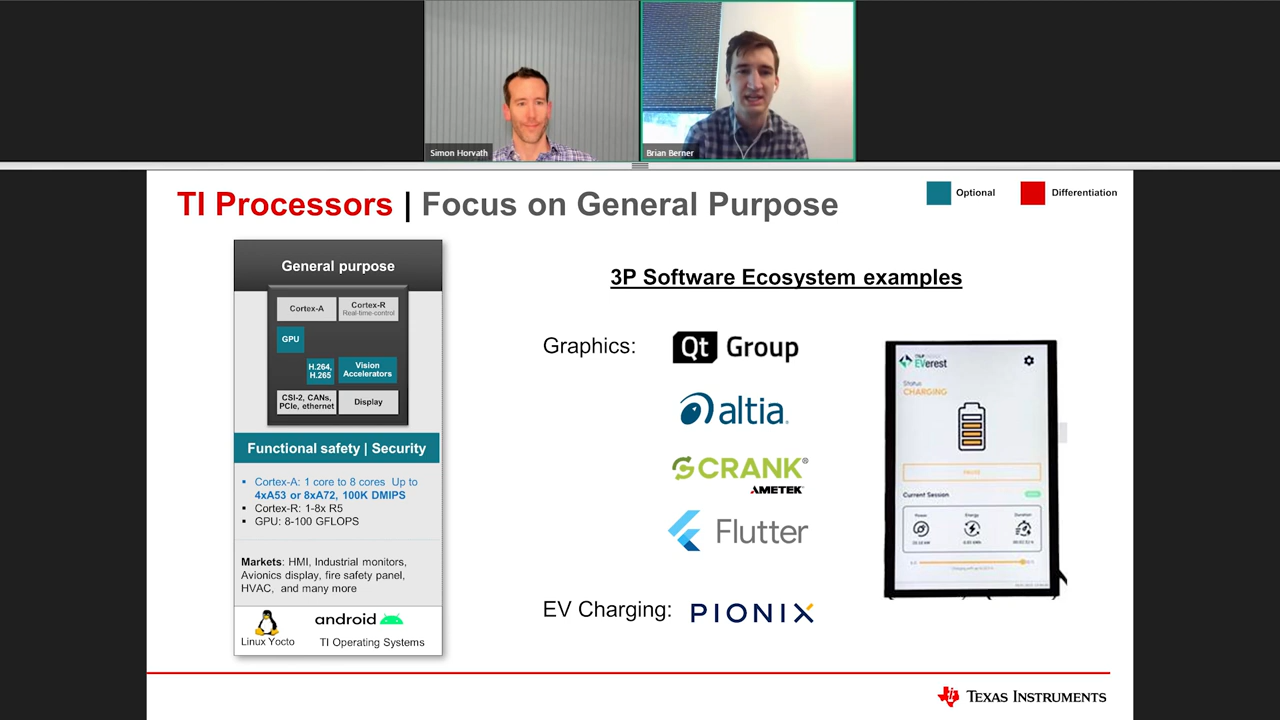 Simon Horvath
Brian Berner
TI Processors | Focus on General Purpose
Optional
Differentiation
General purpose
Cortex-A
Cortex-R
Real-time-control
GPU
H.264,
H.265
Vision
Accelerators
CSI-2, CANs,
PCIe, ethernet
Display
Functional safety | Security
Cortex-A: 1 core to 8 cores Up to
4xA53 or 8xA72, 100K DMIPS
Cortex-R: 1-8x R5
GPU: 8-100 GFLOPS
Markets: HMI, Industrial monitors,
Avionics display, fire safety panel,
HVAC, and many more
Linux Yocto
android
TI Operating Systems
3P Software Ecosystem examples
Graphics:
Qt Group
altia
CRANK®
AMETEK
Flutter
EV Charging:
PIONIX
EVerest
Status
CHARGING
PAUSE
Current Session
Power
Energy
Duration
TEXAS INSTRUMENTS